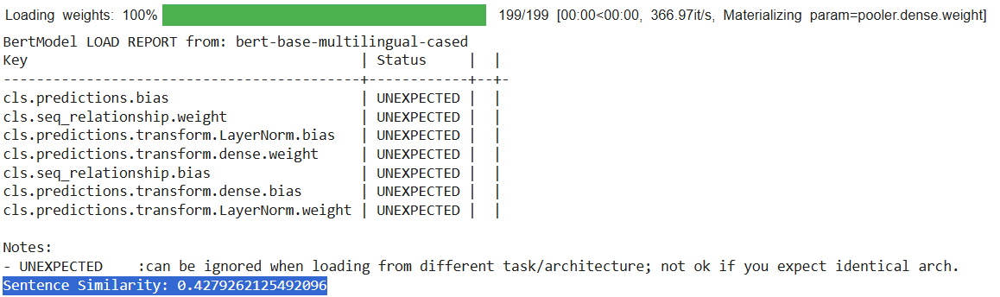 Loading weights: 100% 199/199 [00:00<00:00, 366.97it/s, Materializing param=pooler.dense.weight]
BertModel LOAD REPORT from: bert-base-multilingual-cased
Key                                        | Status     |  |
-------------------------------------------+------------+--+-
cls.predictions.bias                       | UNEXPECTED |  |
cls.seq_relationship.weight                | UNEXPECTED |  |
cls.predictions.transform.LayerNorm.bias   | UNEXPECTED |  |
cls.predictions.transform.dense.weight     | UNEXPECTED |  |
cls.seq_relationship.bias                  | UNEXPECTED |  |
cls.predictions.transform.dense.bias       | UNEXPECTED |  |
cls.predictions.transform.LayerNorm.weight | UNEXPECTED |  |
Notes:
- UNEXPECTED    :can be ignored when loading from different task/architecture; not ok if you expect identical arch.
Sentence Similarity: 0.4279262125492096